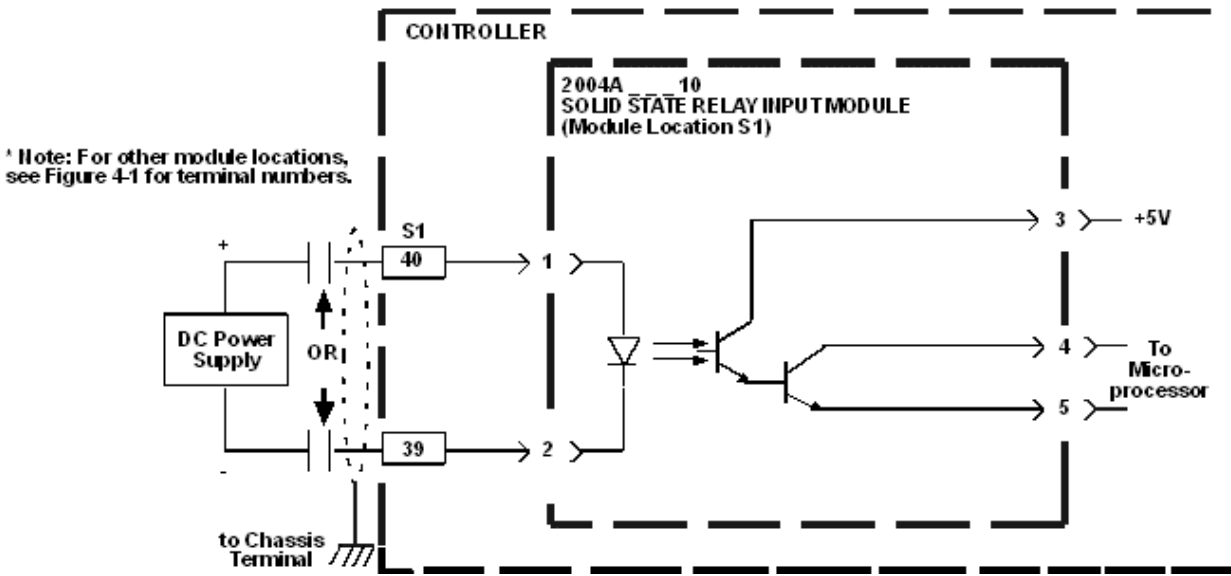 CONTROLLER
2004A _ _ _ 10
SOLID STATE RELAY INPUT MODULE
(Module Location S1)
* Note: For other module locations,
see Figure 4-1 for terminal numbers.
S1
+
40
1
3
+5V
DC Power
Supply
OR
4
To
Micro-
processor
5
-
39
2
to Chassis
Terminal